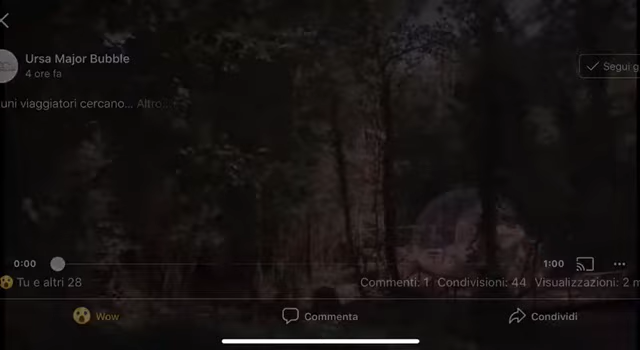 Ursa Major Bubble
4 ore fa
Segui g
uni viaggiatori cercano... Altro...
0:00
1:00
Tu e altri 28
Commenti: 1 Condivisioni: 44 Visualizzazioni: 2 m
Wow
Commenta
Condividi